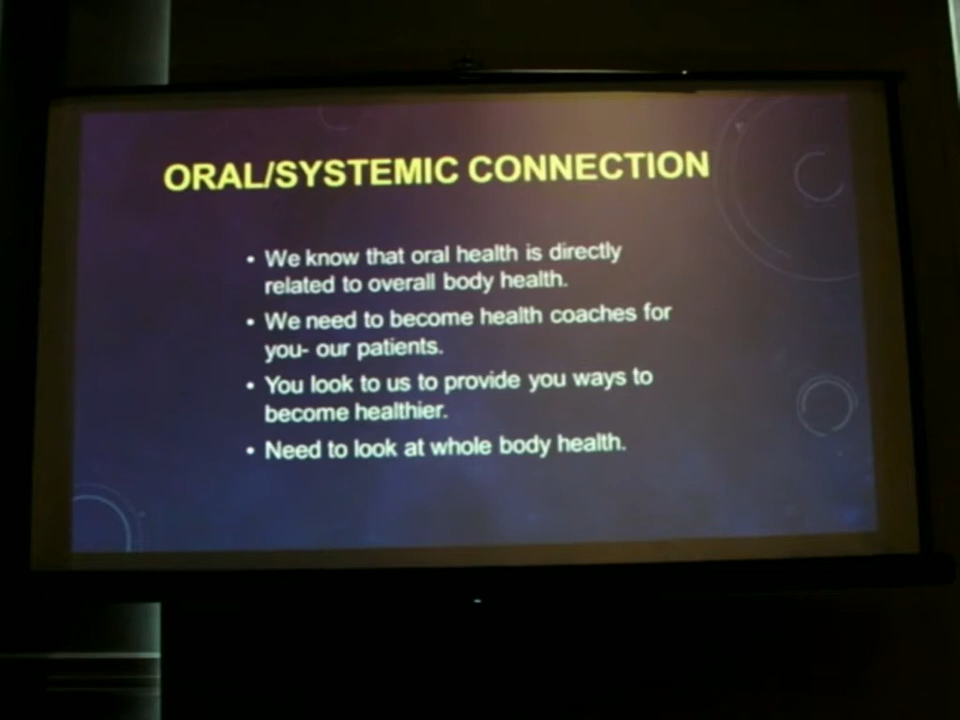 ORAL/SYSTEMIC CONNECTION
• We know that oral health is directly
related to overall body health.
• We need to become health coaches for
you- our patients.
• You look to us to provide you ways to
become healthier.
• Need to look at whole body health.